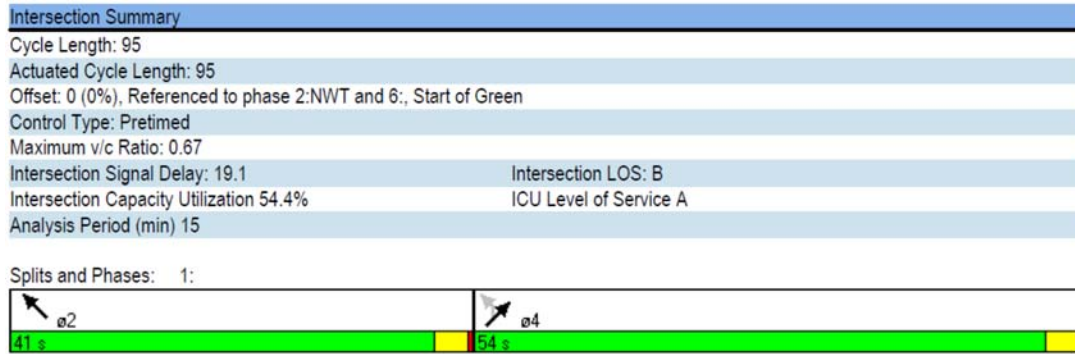 Intersection Summary
Cycle Length: 95
Actuated Cycle Length: 95
Offset: 0 (0%), Referenced to phase 2:NWT and 6:, Start of Green
Control Type: Pretimed
Maximum v/c Ratio: 0.67
Intersection Signal Delay: 19.1 Intersection LOS: B
Intersection Capacity Utilization 54.4% ICU Level of Service A
Analysis Period (min) 15
Splits and Phases: 1:
ø2 ø4
41 s 54 s